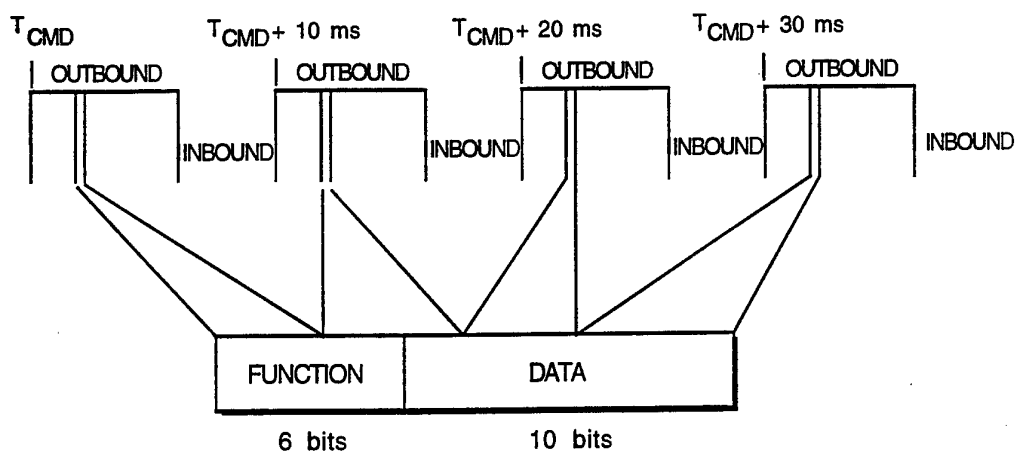 TCMD TCMD+ 10 ms TCMD+ 20 ms TCMD+ 30 ms
OUTBOUND OUTBOUND OUTBOUND OUTBOUND
INBOUND INBOUND INBOUND INBOUND
FUNCTION DATA
6 bits 10 bits